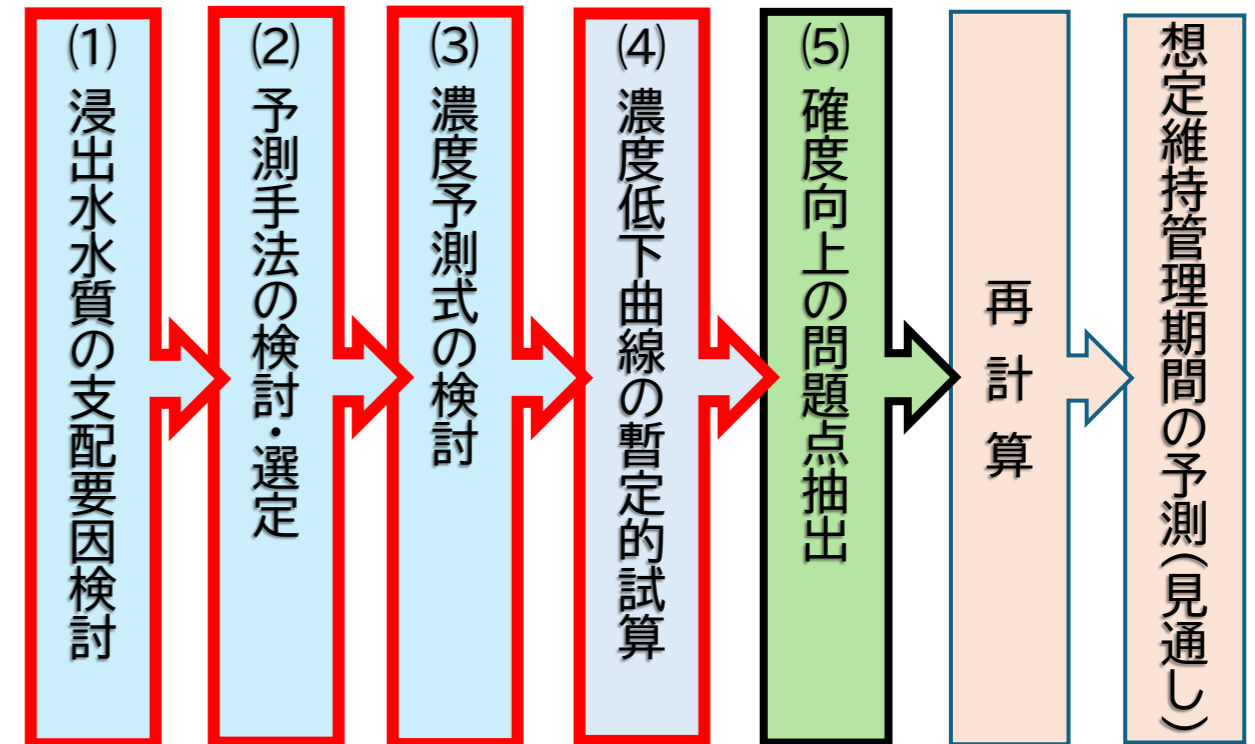 (1) 浸出水水質の支配要因検討
(2) 予測手法の検討・選定
(3) 濃度予測式の検討
(4) 濃度低下曲線の暫定的試算
(5) 確度向上の問題点抽出
再計算
想定維持管理期間の予測(見通し)